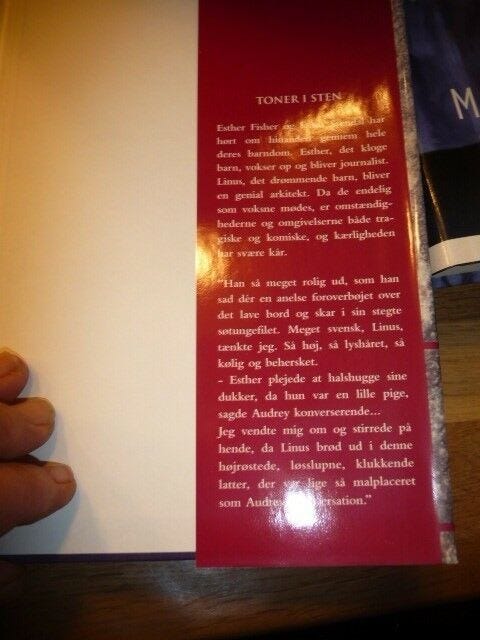 TONER I STEN
Esther Fisher og har
hørt om hinanden gennem hele
deres barndom. Esther, det kloge
barn, vokser op og bliver journalist.
Linus, det drømmende barn, bliver
en genial arkitekt. Da de endelig
som voksne mødes, er omstændig-
hederne og omgivelserne både tra-
giske og komiske, og kærligheden
har svære kår.
"Han så meget rolig ud, som han
sad dér en anelse foroverbøjet over
det lave bord og skar i sin stegte
søtungefilet. Meget svensk, Linus,
tænkte jeg. Så høj, så lyshåret, så
kølig og behersket.
- Esther plejede at halshugge sine
dukker, da hun var en lille pige,
sagde Audrey konverserende...
Jeg vendte mig om og stirrede på
hende, da Linus brød ud i denne
højrøstede, løsslupne, klukkende
latter, der var lige så malplaceret
som Audreys konversation."
M